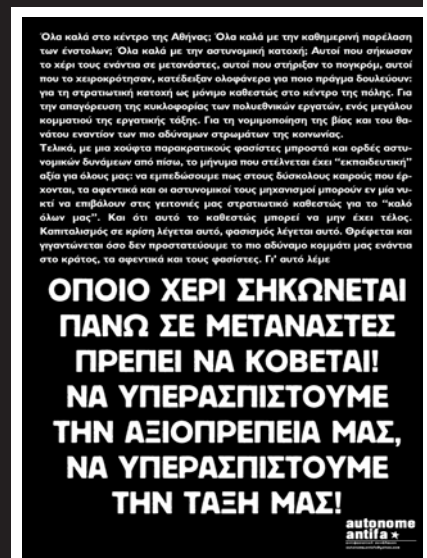 Όλα καλά στο κέντρο της Αθήνας; Όλα καλά με την καθημερινή παρέλαση
των ένστολων; Όλα καλά με την αστυνομική κατοχή; Αυτοί που σήκωσαν
το χέρι τους ενάντια σε μετανάστες, αυτοί που στήριξαν το πογκρόμ, αυτοί
που το χειροκρότησαν, κατέδειξαν ολοφάνερα για ποιο πράγμα δουλεύουν:
για τη στρατιωτική κατοχή ως μόνιμο καθεστώς στο κέντρο της πόλης. Για
την απαγόρευση της κυκλοφορίας των πολυεθνικών εργατών, ενός μεγάλου
κομματιού της εργατικής τάξης. Για τη νομιμοποίηση της βίας και του θα-
νάτου εναντίον των πιο αδύναμων στρωμάτων της κοινωνίας.
Τελικά, με μια χούφτα παρακρατικούς φασίστες μπροστά και ορδές αστυ-
νομικών δυνάμεων από πίσω, το μήνυμα που στέλνεται έχει "εκπαιδευτική"
αξία για όλους μας: να εμπεδώσουμε πως στους δύσκολους καιρούς που έρ-
χονται, τα αφεντικά και οι αστυνομικοί τους μηχανισμοί μπορούν εν μία νυ-
κτί να επιβάλουν στις γειτονιές μας στρατιωτικό καθεστώς για το "καλό
όλων μας". Και ότι αυτό το καθεστώς μπορεί να μην έχει τέλος.
Καπιταλισμός σε κρίση λέγεται αυτό, φασισμός λέγεται αυτό. Θρέφεται και
γιγαντώνεται όσο δεν προστατεύουμε το πιο αδύναμο κομμάτι μας ενάντια
στο κράτος, τα αφεντικά και τους φασίστες. Γι' αυτό λέμε
ΟΠΟΙΟ ΧΕΡΙ ΣΗΚΩΝΕΤΑΙ
ΠΑΝΩ ΣΕ ΜΕΤΑΝΑΣΤΕΣ
ΠΡΕΠΕΙ ΝΑ ΚΟΒΕΤΑΙ!
ΝΑ ΥΠΕΡΑΣΠΙΣΤΟΥΜΕ
ΤΗΝ ΑΞΙΟΠΡΕΠΕΙΑ ΜΑΣ,
ΝΑ ΥΠΕΡΑΣΠΙΣΤΟΥΜΕ
ΤΗΝ ΤΑΞΗ ΜΑΣ!
autonome
antifa